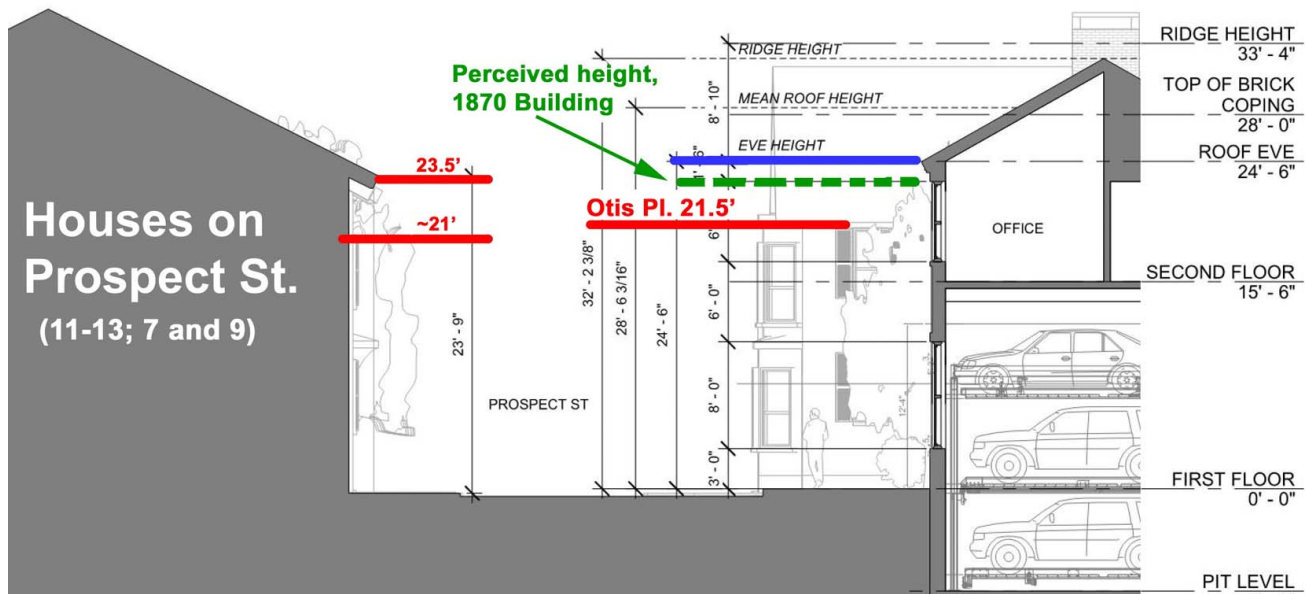 RIDGE HEIGHT
33' - 4"
RIDGE HEIGHT
Perceived height,
1870 Building
8' - 10"
MEAN ROOF HEIGHT
TOP OF BRICK
COPING
28' - 0"
EVE HEIGHT
ROOF EVE
24' - 6"
23.5'
Houses on
Prospect St.
(11-13; 7 and 9)
~21'
Otis Pl. 21.5'
OFFICE
32' - 2 3/8"
28' - 6 3/16"
24' - 6"
23' - 9"
6' - 0"
8' - 0"
3' - 0"
SECOND FLOOR
15' - 6"
PROSPECT ST
12'-4"
FIRST FLOOR
0' - 0"
PIT LEVEL